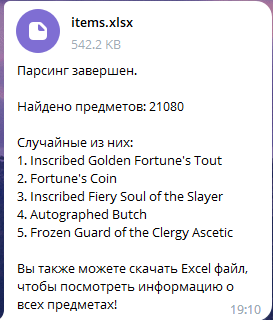 items.xlsx
542.2 KB
Парсинг завершен.
Найдено предметов: 21080
Случайные из них:
1. Inscribed Golden Fortune's Tout
2. Fortune's Coin
3. Inscribed Fiery Soul of the Slayer
4. Autographed Butch
5. Frozen Guard of the Clergy Ascetic
Вы также можете скачать Excel файл,
чтобы посмотреть информацию о
всех предметах!
19:10